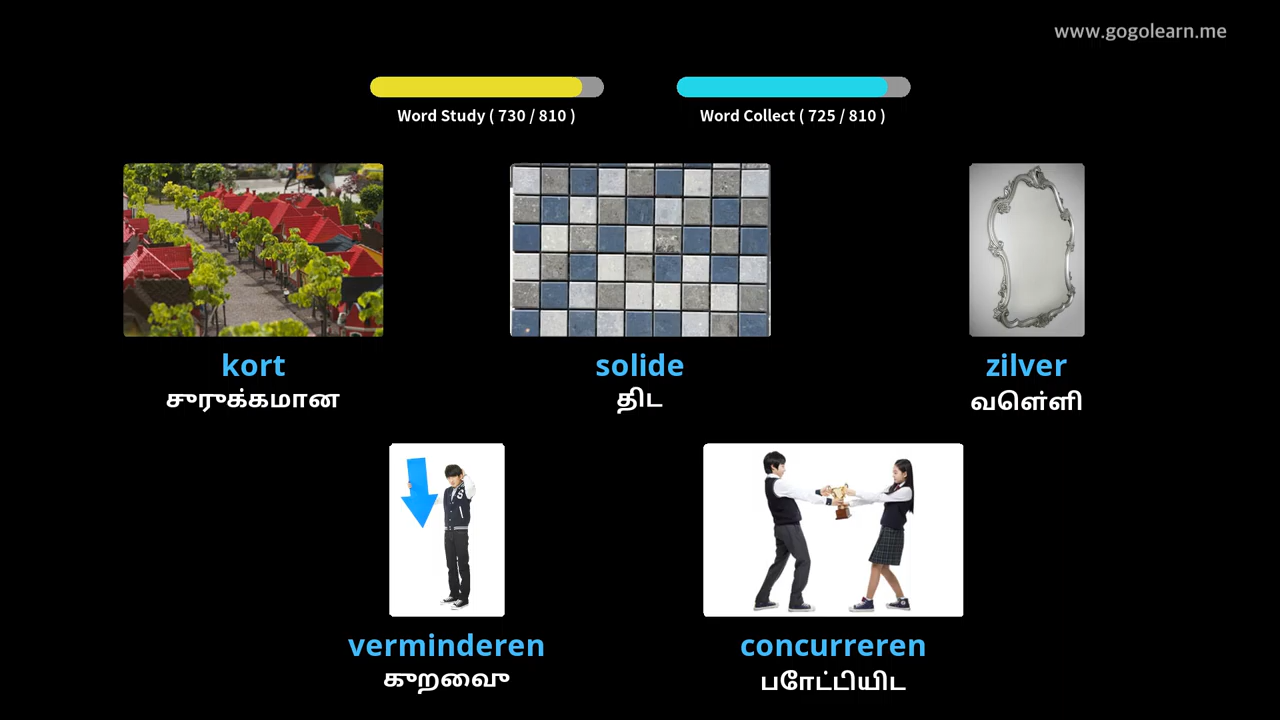 www.gogolearn.me
Word Study ( 730 / 810 )
Word Collect ( 725 / 810 )
kort
solide
zilver
சுருக்கமான
திட
வெள்ளி
verminderen
concurreren
குறைவு
போட்டியிட